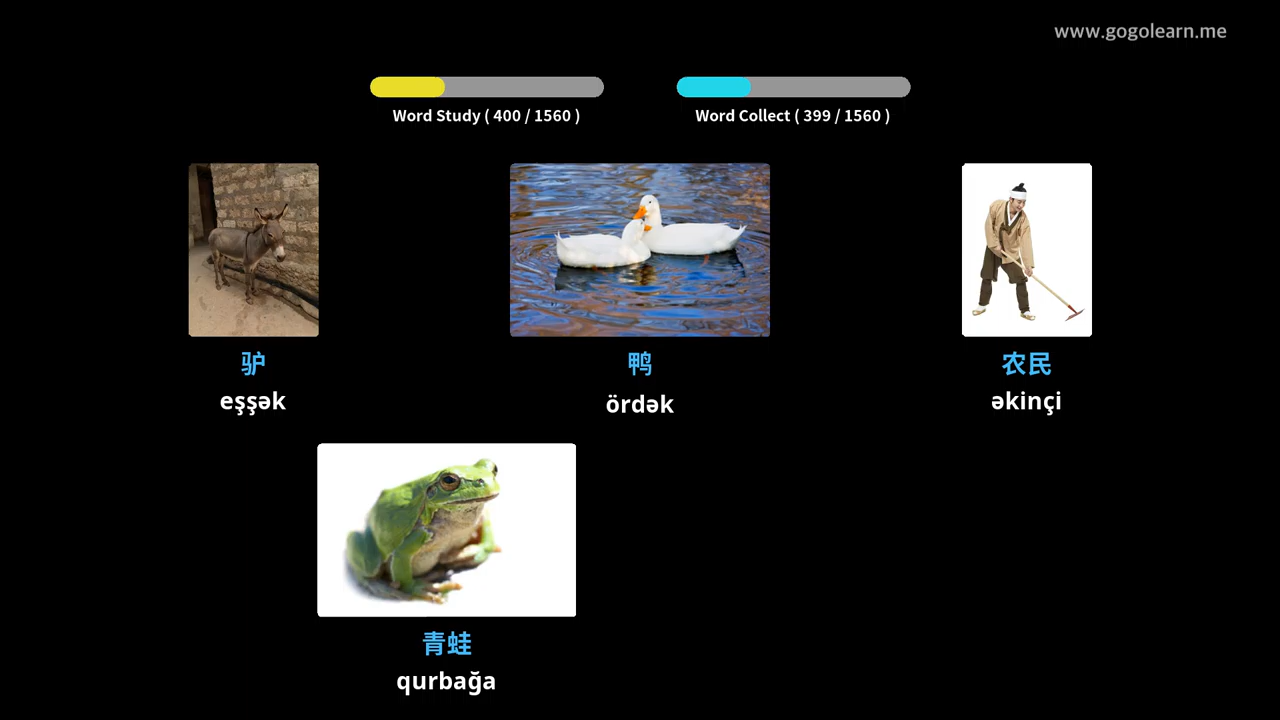 www.gogolearn.me
Word Study ( 400 / 1560 )
Word Collect ( 399 / 1560 )
驴
鸭
农民
eşşək
ördək
əkinçi
青蛙
qurbağa